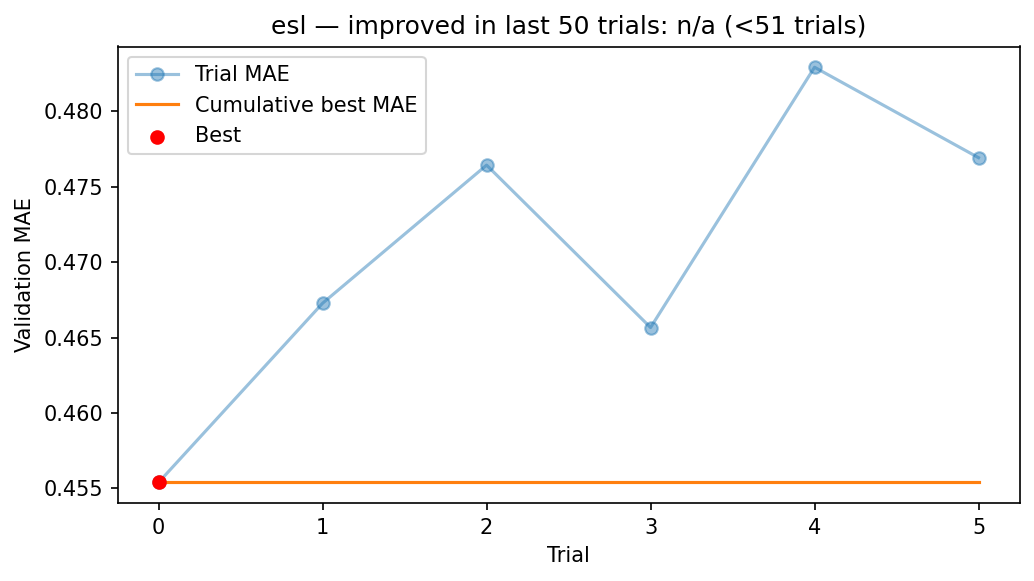 esl — improved in last 50 trials: n/a (<51 trials)
Trial MAE
Cumulative best MAE
Best
Validation MAE
0.480
0.475
0.470
0.465
0.460
0.455
0 1 2 3 4 5
Trial